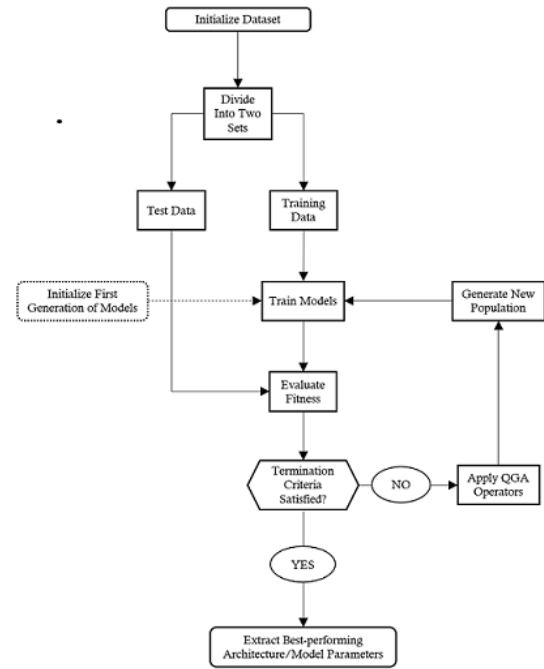 Initialize Dataset
Divide
Into Two
Sets
Test Data
Training
Data
Initialize First
Generation of Models
Train Models
Generate New
Population
Evaluate
Fitness
Termination
Criteria
Satisfied?
NO
Apply QGA
Operators
YES
Extract Best-performing
Architecture/Model Parameters